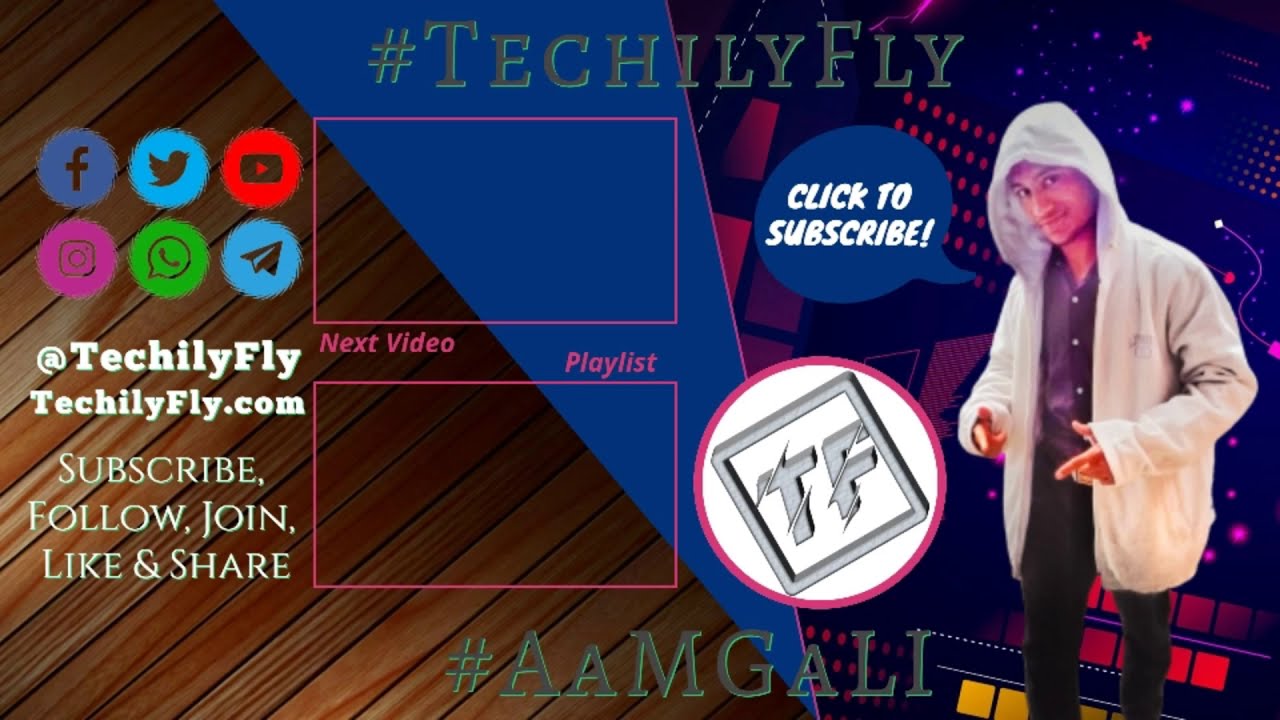 #TechilyFly
CLICK TO
SUBSCRIBE!
@TechilyFly
TechilyFly.com
Subscribe,
Follow, Join,
Like & Share
Next Video
Playlist
TF
#AaMGaLI